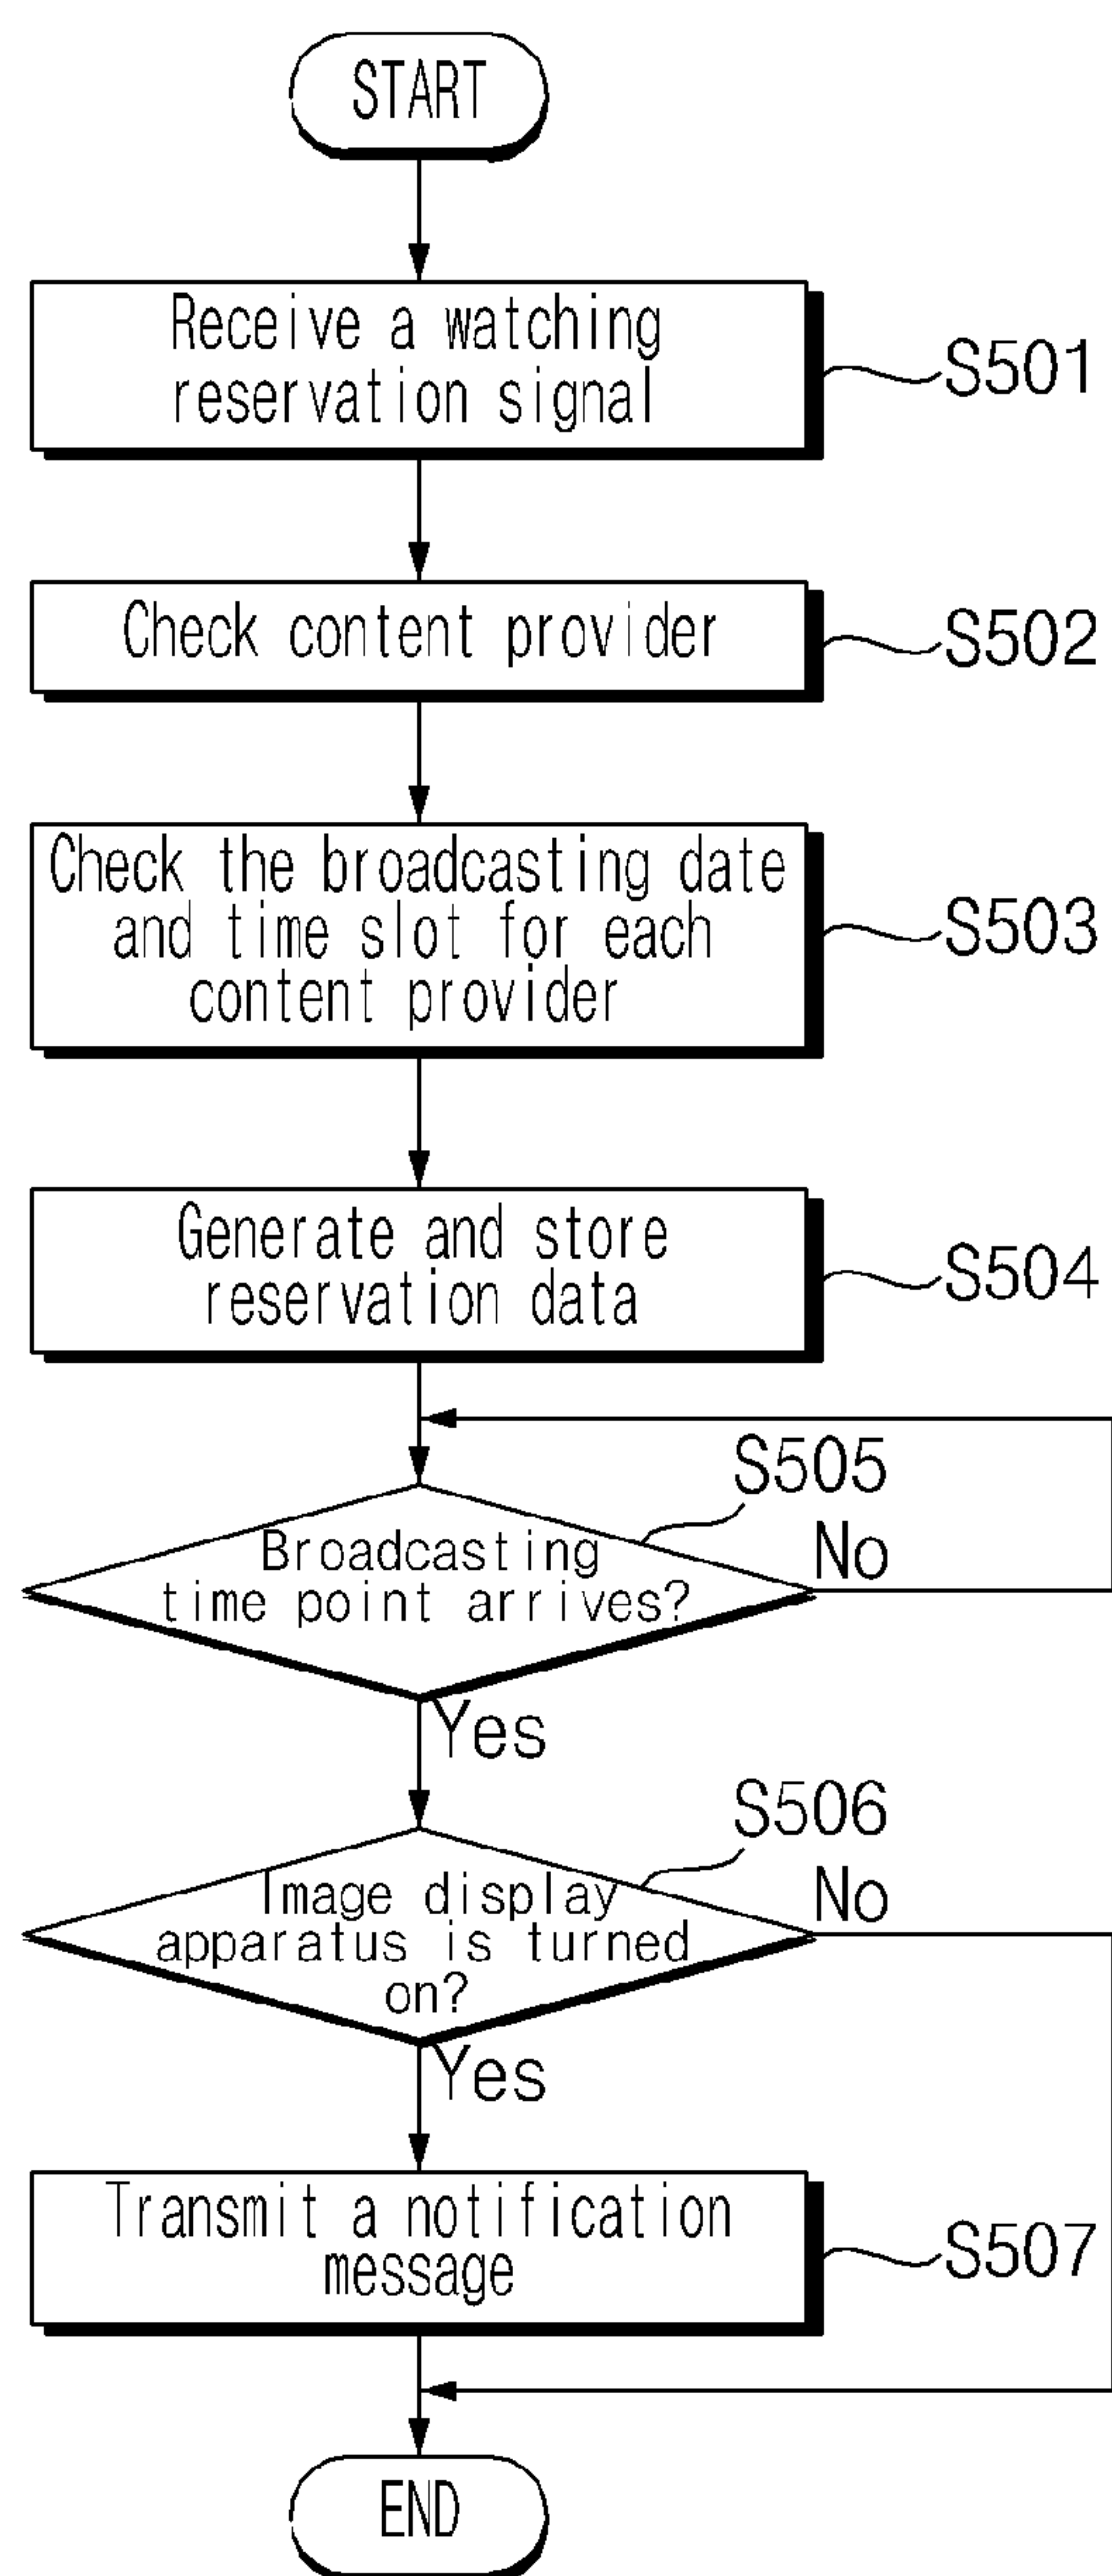 START
Receive a watching
reservation signal
S501
Check content provider
S502
Check the broadcasting date
and time slot for each
content provider
S503
Generate and store
reservation data
S504
S505
Broadcasting
time point arrives?
No
Yes
S506
Image display
apparatus is turned
on?
No
Yes
Transmit a notification
message
S507
END